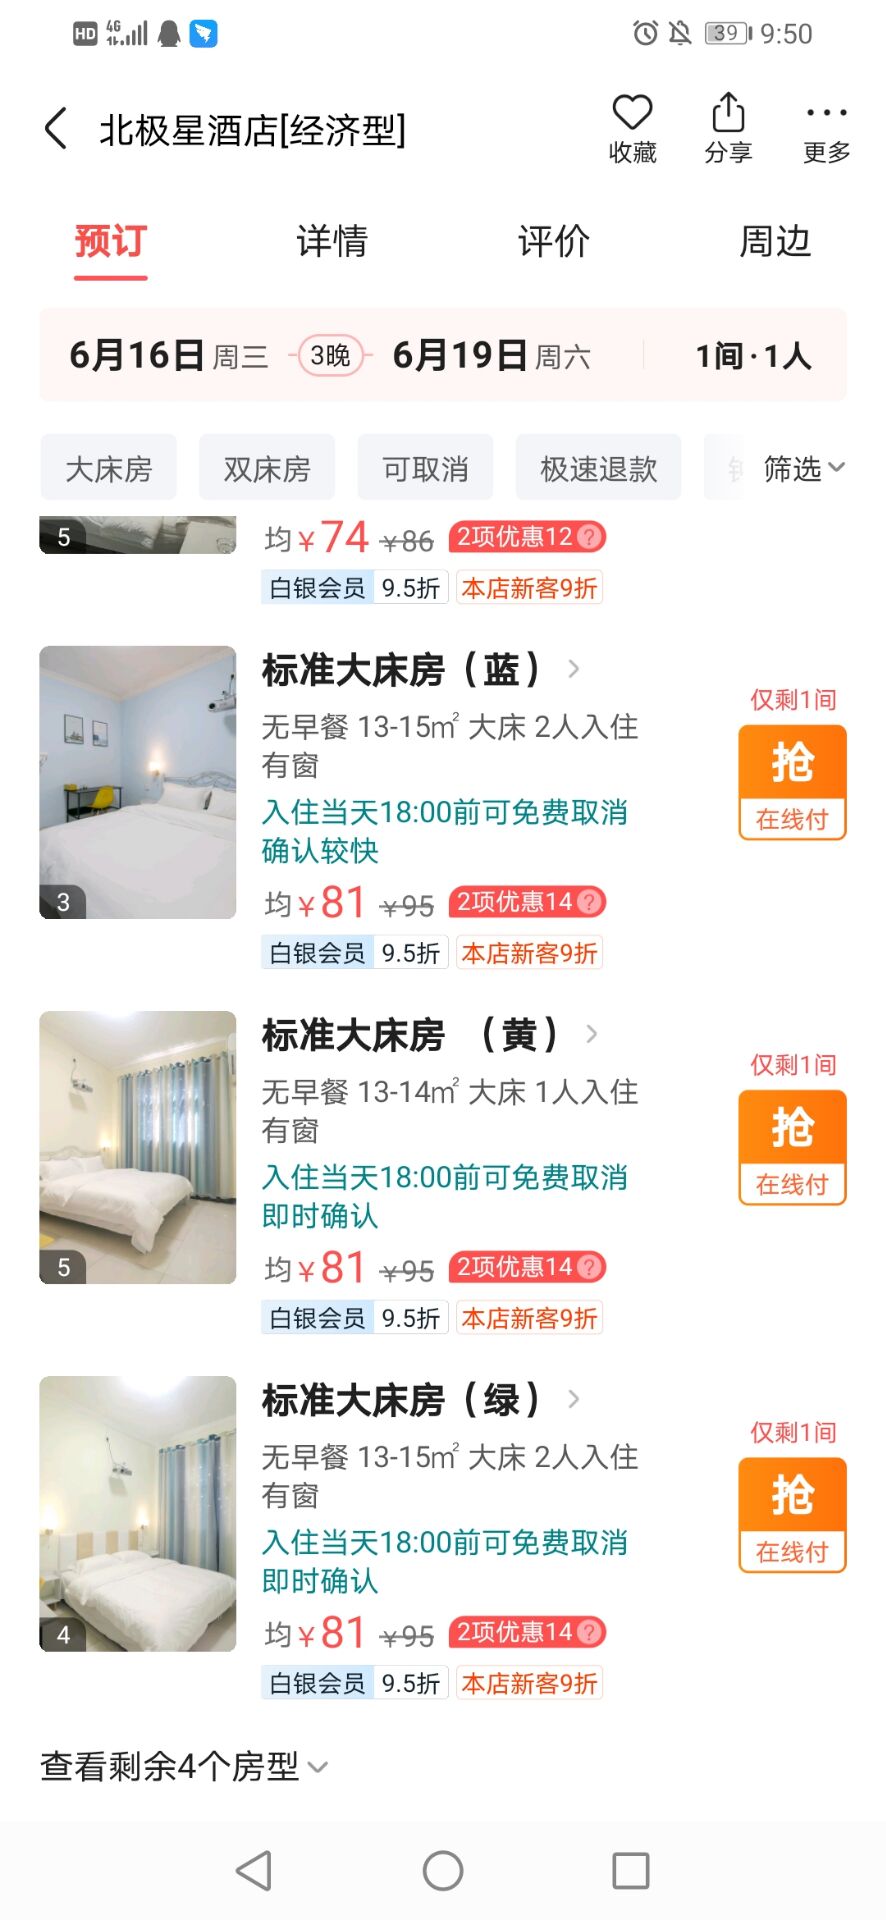 HD 4G 39 9:50
北极星酒店[经济型]
收藏 分享 更多
预订 详情 评价 周边
6月16日 周三 3晚 6月19日 周六 1间·1人
大床房 双床房 可取消 极速退款 筛选
5 均¥74 ¥86 2项优惠12 ?
白银会员 9.5折 本店新客9折
标准大床房（蓝）
无早餐 13-15㎡ 大床 2人入住
有窗
入住当天18:00前可免费取消
确认较快
仅剩1间
抢
在线付
3 均¥81 ¥95 2项优惠14 ?
白银会员 9.5折 本店新客9折
标准大床房 （黄）
无早餐 13-14㎡ 大床 1人入住
有窗
入住当天18:00前可免费取消
即时确认
仅剩1间
抢
在线付
5 均¥81 ¥95 2项优惠14 ?
白银会员 9.5折 本店新客9折
标准大床房（绿）
无早餐 13-15㎡ 大床 2人入住
有窗
入住当天18:00前可免费取消
即时确认
仅剩1间
抢
在线付
4 均¥81 ¥95 2项优惠14 ?
白银会员 9.5折 本店新客9折
查看剩余4个房型